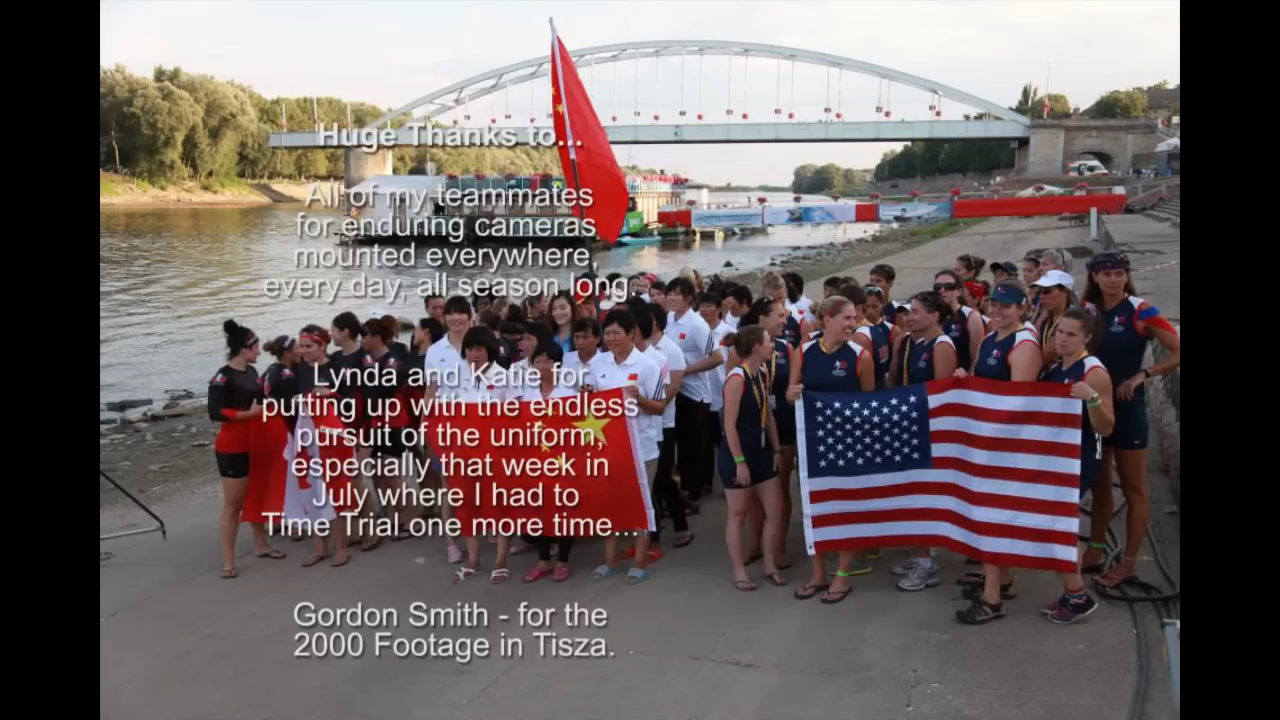 Huge Thanks to...
All of my teammates
for enduring cameras
mounted everywhere,
every day, all season long.
Lynda and Katie for
putting up with the endless
pursuit of the uniform,
especially that week in
July where I had to
Time Trial one more time...
Gordon Smith - for the
2000 Footage in Tisza.